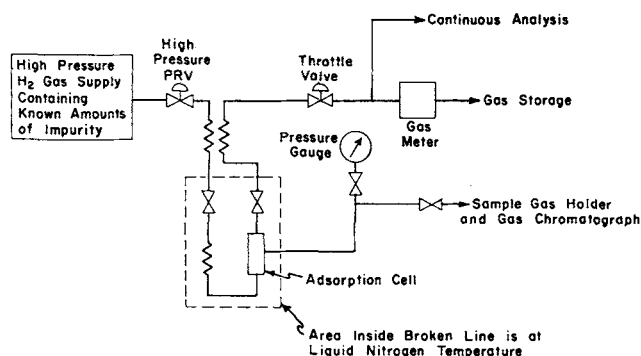 Continuous Analysis
High
Pressure
PRV
Throttle
Valve
High Pressure
H₂ Gas Supply
Containing
Known Amounts
of Impurity
Gas Storage
Gas
Meter
Pressure
Gauge
Sample Gas Holder
and Gas Chromatograph
Adsorption Cell
Area Inside Broken Line is at
Liquid Nitrogen Temperature